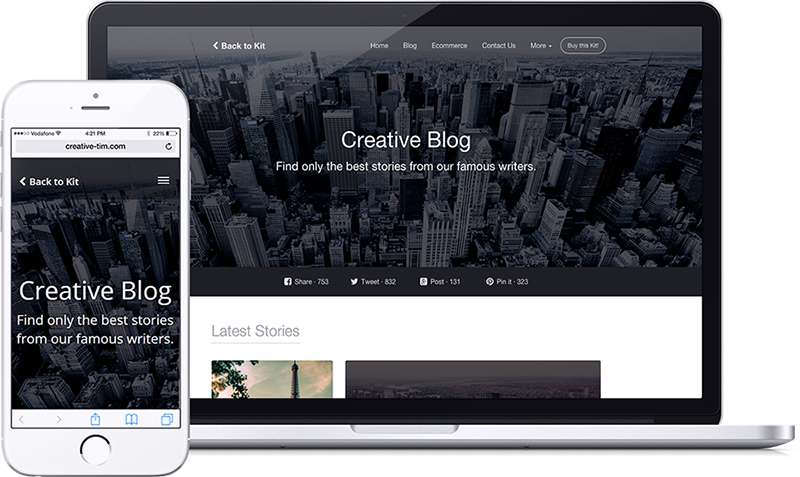 Back to Kit Home Blog Ecommerce Contact Us More Buy this Kit!
Creative Blog
Find only the best stories from our famous writers.
Share · 753 Tweet · 832 Post · 131 Pin it · 323
Latest Stories
Vodafone 4:21 PM 22%
creative-tim.com
Back to Kit
Creative Blog
Find only the best stories
from our famous writers.